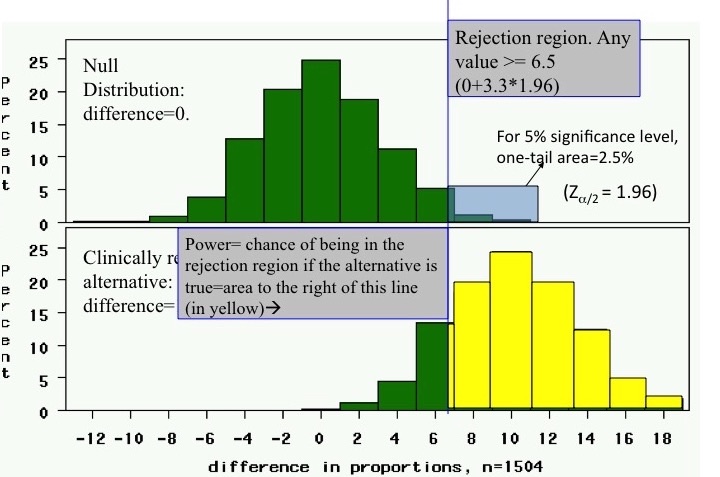 Rejection region. Any
value >= 6.5
(0+3.3*1.96)
Percent
25
20
15
10
5
0
Null
Distribution:
difference=0.
For 5% significance level,
one-tail area=2.5%
(Zα/2 = 1.96)
Percent
25
20
15
10
5
0
Clinically re
alternative:
difference=
Power= chance of being in the
rejection region if the alternative is
true=area to the right of this line
(in yellow)→
-12 -10 -8 -6 -4 -2 0 2 4 6 8 10 12 14 16 18
difference in proportions, n=1504